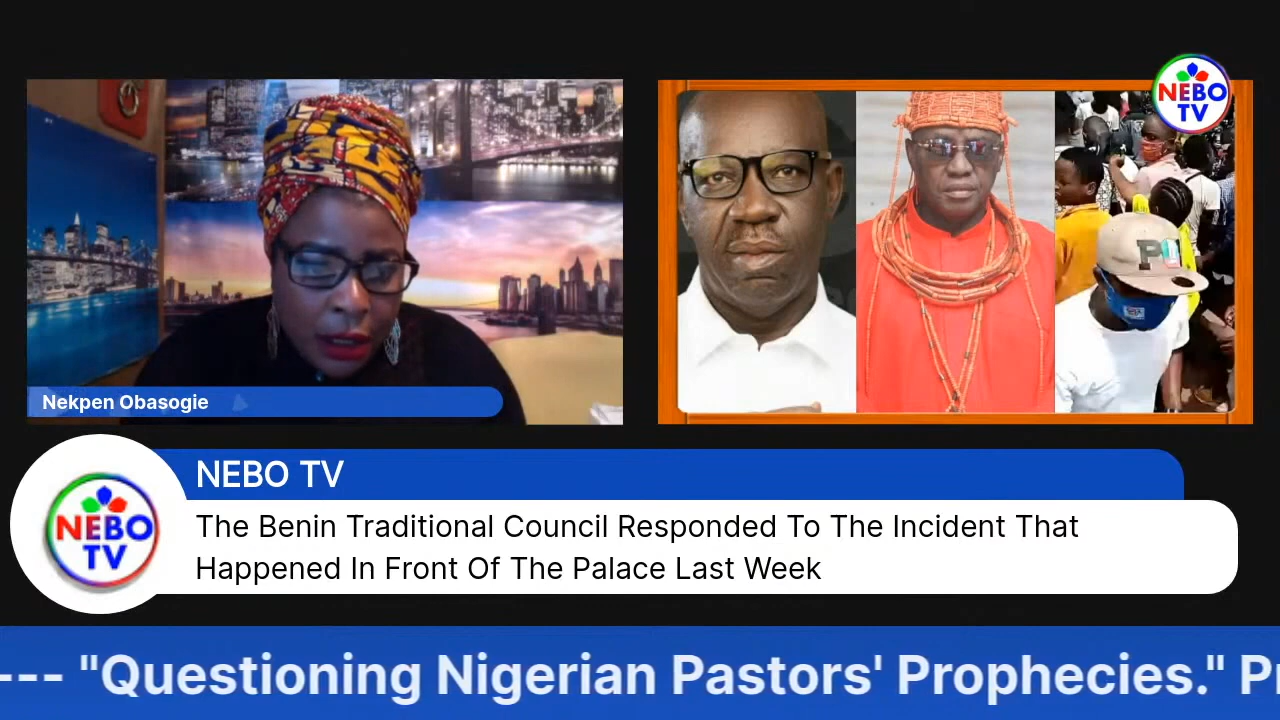 NEBO
TV
Nekpen Obasogie
NEBO TV
NEBO
TV
The Benin Traditional Council Responded To The Incident That
Happened In Front Of The Palace Last Week
--- "Questioning Nigerian Pastors' Prophecies."